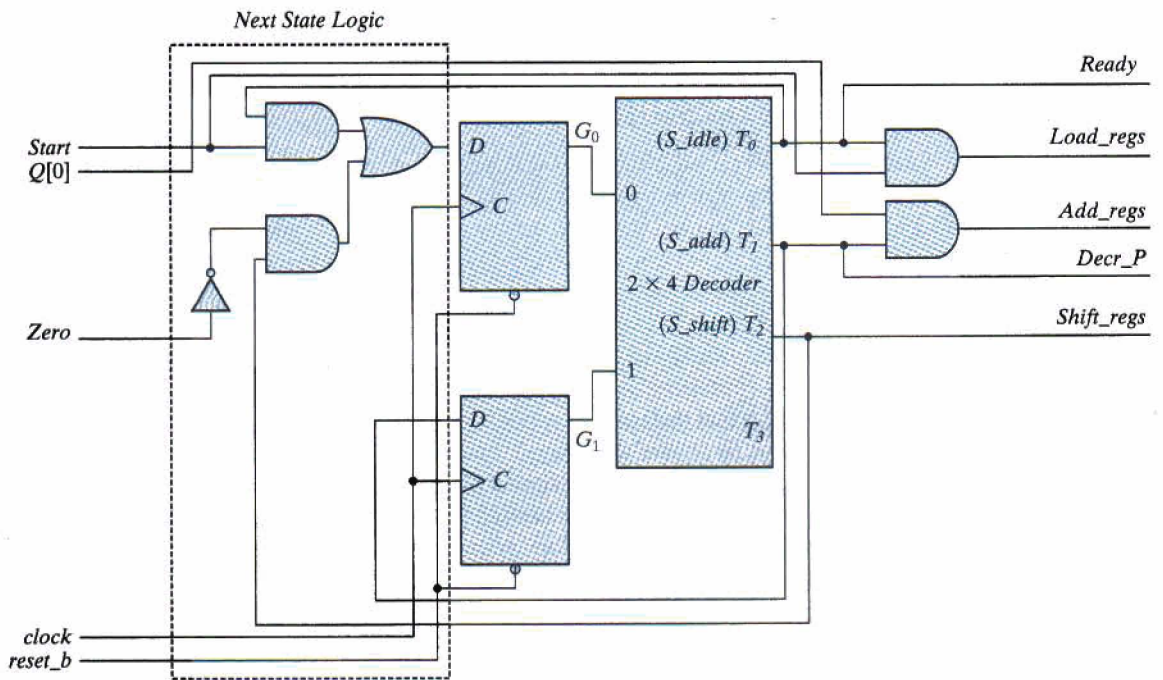 Next State Logic
Ready
Start
Q[0]
D
G₀
(S_idle) T₀
Load_regs
C
0
Add_regs
(S_add) T₁
Decr_P
2 × 4 Decoder
Zero
(S_shift) T₂
Shift_regs
1
D
G₁
T₃
C
clock
reset_b